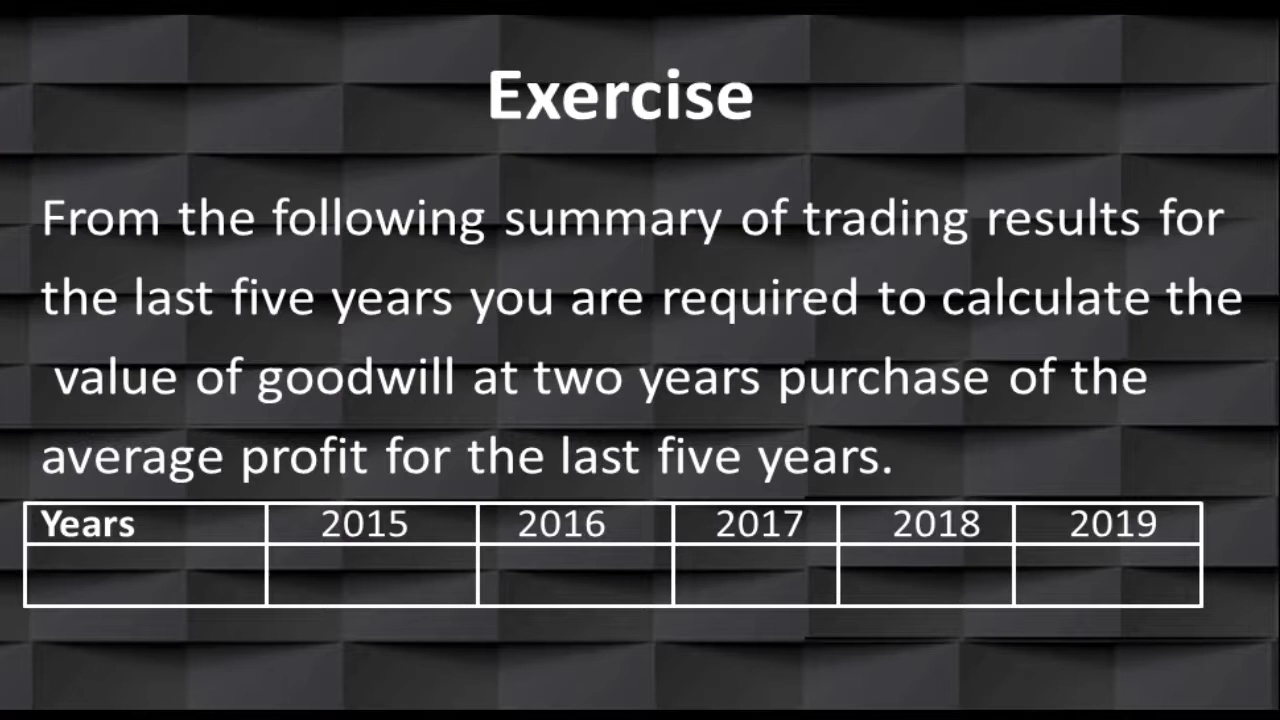 Exercise
From the following summary of trading results for
the last five years you are required to calculate the
value of goodwill at two years purchase of the
average profit for the last five years.
Years 2015 2016 2017 2018 2019